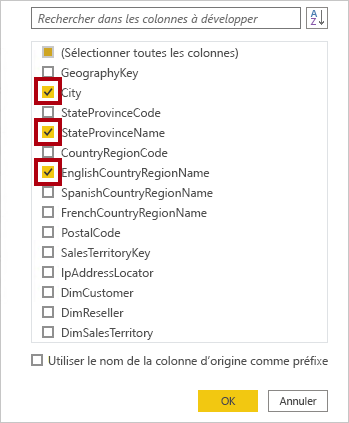 Rechercher dans les colonnes à développer
A
Z
(Sélectionner toutes les colonnes)
GeographyKey
City
StateProvinceCode
StateProvinceName
CountryRegionCode
EnglishCountryRegionName
SpanishCountryRegionName
FrenchCountryRegionName
PostalCode
SalesTerritoryKey
IpAddressLocator
DimCustomer
DimReseller
DimSalesTerritory
Utiliser le nom de la colonne d'origine comme préfixe
OK Annuler